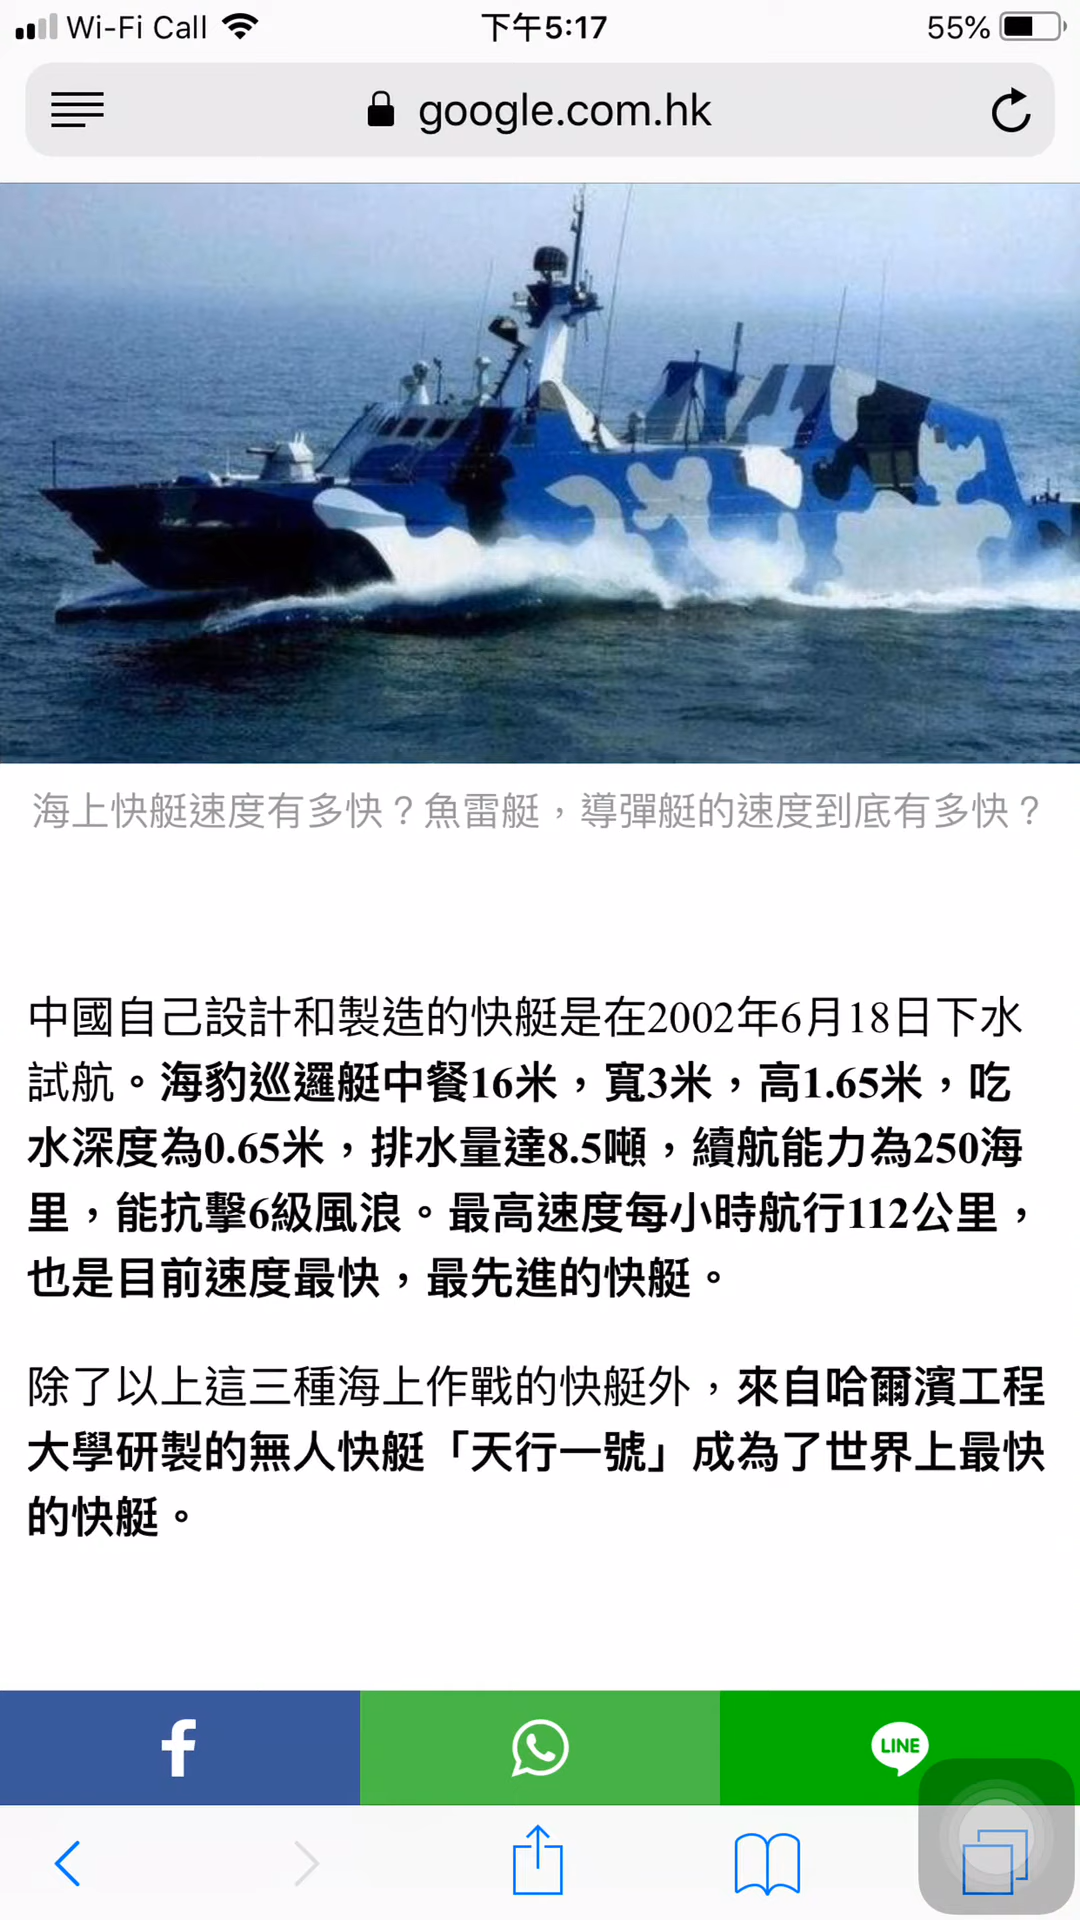 Wi-Fi Call
下午5:17
55%
google.com.hk
海上快艇速度有多快？魚雷艇，導彈艇的速度到底有多快？
中國自己設計和製造的快艇是在2002年6月18日下水
試航。海豹巡邏艇中餐16米，寬3米，高1.65米，吃
水深度為0.65米，排水量達8.5噸，續航能力為250海
里，能抗擊6級風浪。最高速度每小時航行112公里，
也是目前速度最快，最先進的快艇。
除了以上這三種海上作戰的快艇外，來自哈爾濱工程
大學研製的無人快艇「天行一號」成為了世界上最快
的快艇。
LINE